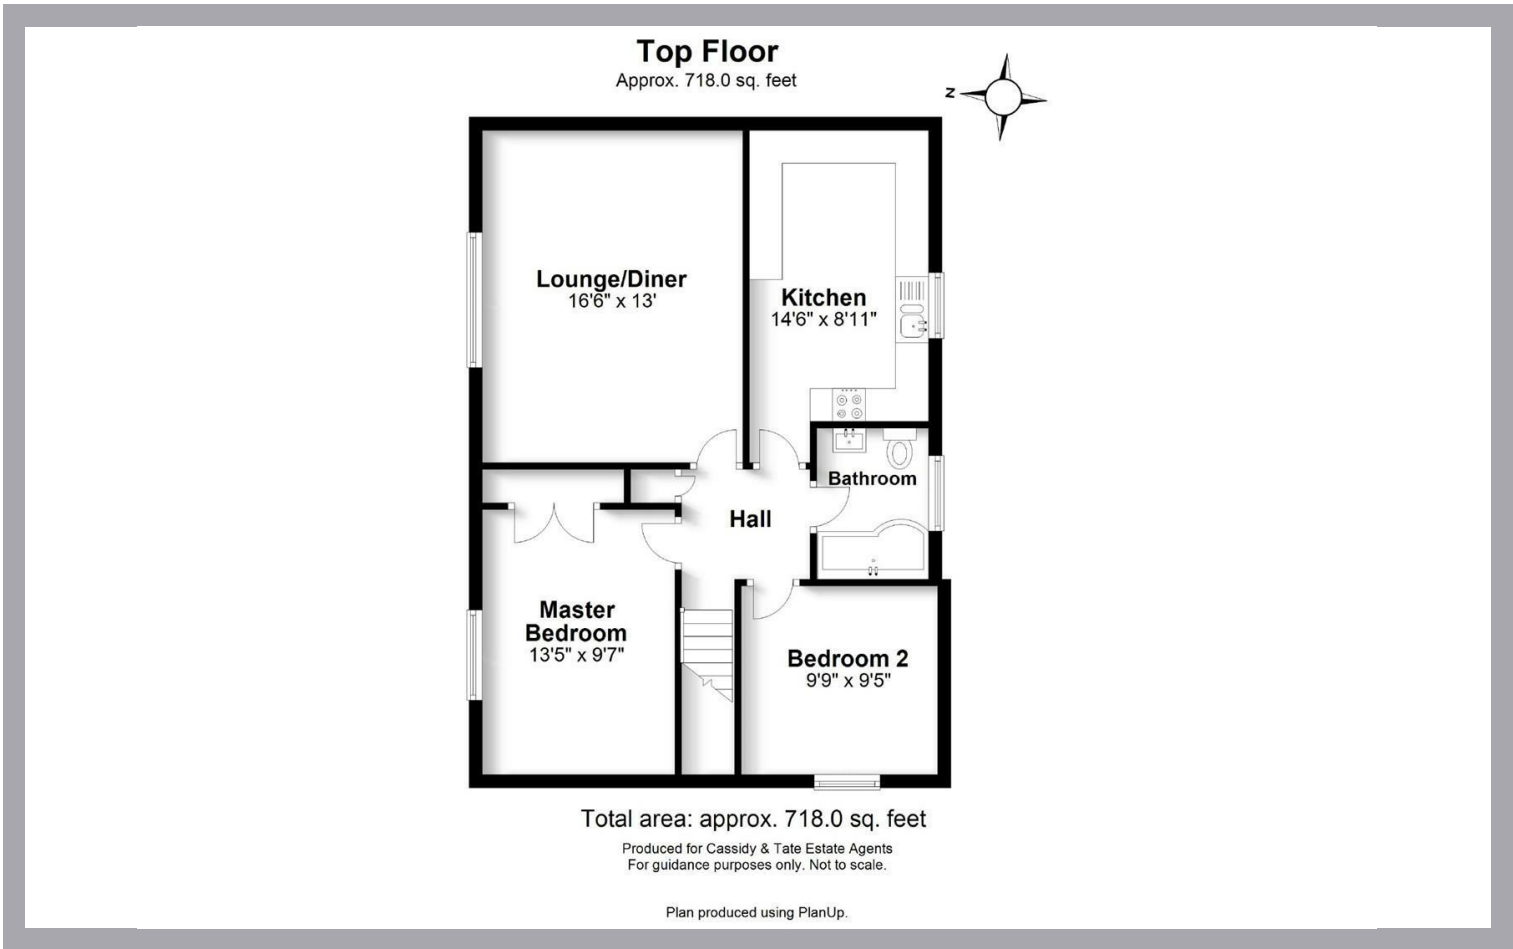 Top Floor
Approx. 718.0 sq. feet
Z
Lounge/Diner
16'6" x 13'
Kitchen
14'6" x 8'11"
Bathroom
Hall
Master
Bedroom
13'5" x 9'7"
Bedroom 2
9'9" x 9'5"
Total area: approx. 718.0 sq. feet
Produced for Cassidy & Tate Estate Agents
For guidance purposes only. Not to scale.
Plan produced using PlanUp.